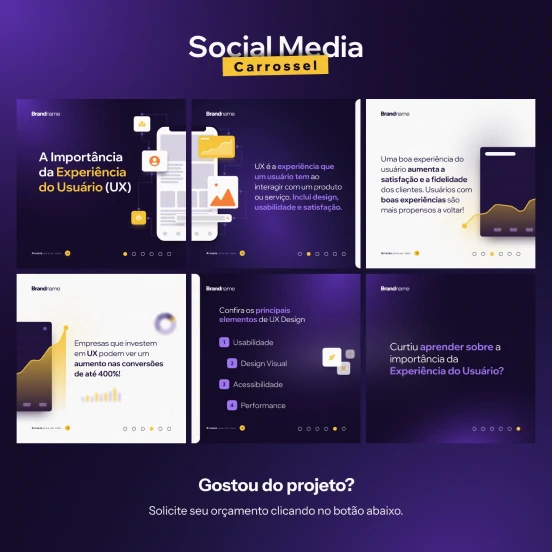 Social Media
Carrossel
Brandname
A Importância
da Experiência
do Usuário (UX)
Brandname
UX é a experiência que
um usuário tem ao
interagir com um produto
ou serviço. Inclui design,
usabilidade e satisfação.
Brandname
Uma boa experiência do
usuário aumenta a
satisfação e a fidelidade
dos clientes. Usuários com
boas experiências são
mais propensos a voltar!
Brandname
Empresas que investem
em UX podem ver um
aumento nas conversões
de até 400%!
Brandname
Confira os principais
elementos de UX Design
1 Usabilidade
2 Design Visual
3 Acessibilidade
4 Performance
Brandname
Curtiu aprender sobre a
importância da
Experiência do Usuário?
Gostou do projeto?
Solicite seu orçamento clicando no botão abaixo.